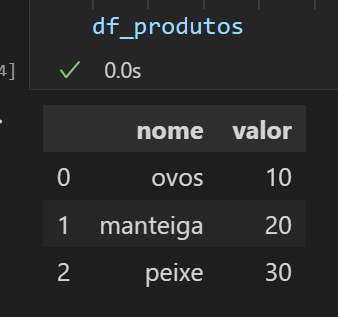 df_produtos
4]
0.0s
nome valor
0 ovos 10
1 manteiga 20
2 peixe 30